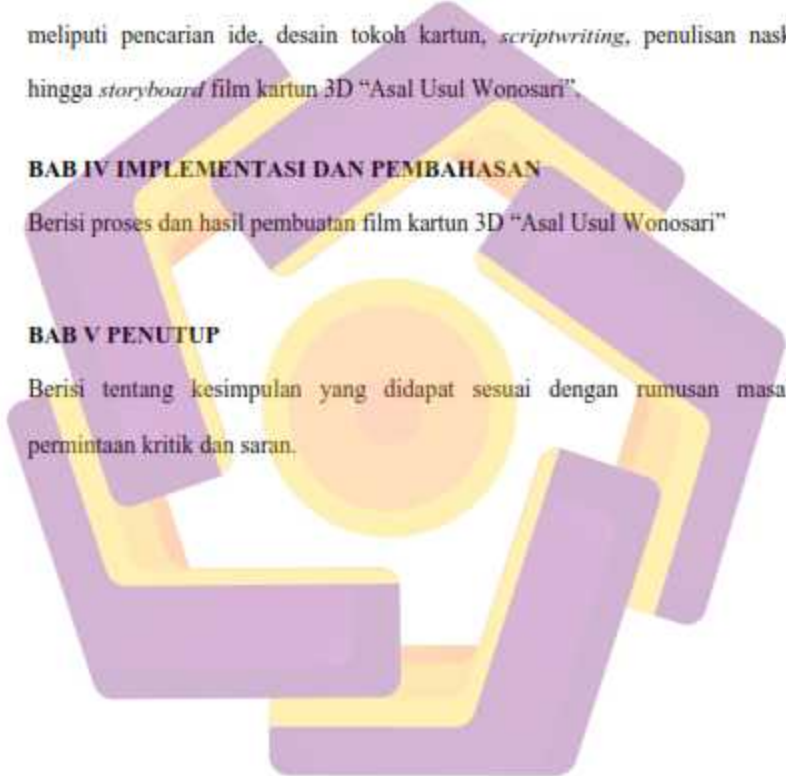 meliputi pencarian ide, desain tokoh kartun, scriptwriting, penulisan nask
hingga storyboard film kartun 3D “Asal Usul Wonosari”.
BAB IV IMPLEMENTASI DAN PEMBAHASAN
Berisi proses dan hasil pembuatan film kartun 3D “Asal Usul Wonosari”
BAB V PENUTUP
Berisi tentang kesimpulan yang didapat sesuai dengan rumusan masa
permintaan kritik dan saran.